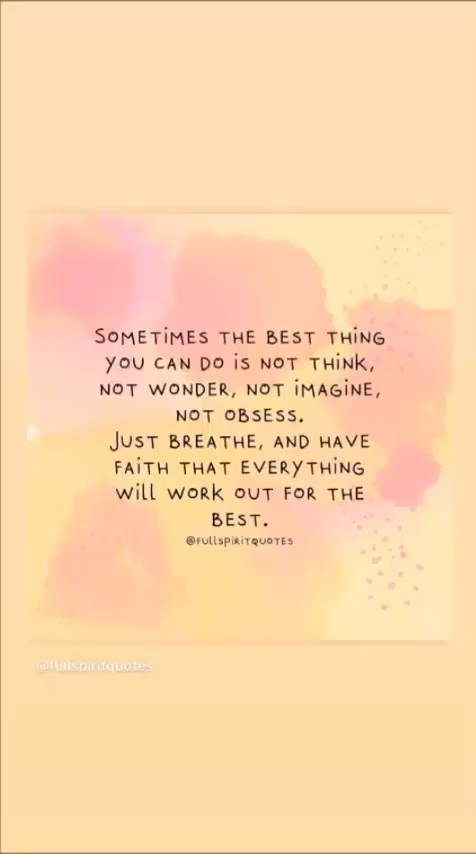 SOMETIMES THE BEST THING
YOU CAN DO IS NOT THINK,
NOT WONDER, NOT IMAGINE,
NOT OBSESS.
JUST BREATHE, AND HAVE
FAITH THAT EVERYTHING
WILL WORK OUT FOR THE
BEST.
@FULLSPIRITQUOTES
@fullspiritquotes